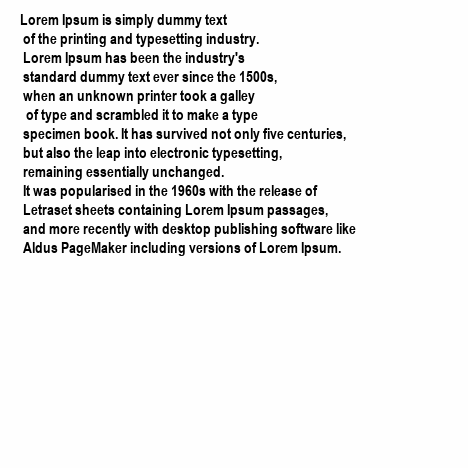 Lorem Ipsum is simply dummy text
of the printing and typesetting industry.
Lorem Ipsum has been the industry's
standard dummy text ever since the 1500s,
when an unknown printer took a galley
of type and scrambled it to make a type
specimen book. It has survived not only five centuries,
but also the leap into electronic typesetting,
remaining essentially unchanged.
It was popularised in the 1960s with the release of
Letraset sheets containing Lorem Ipsum passages,
and more recently with desktop publishing software like
Aldus PageMaker including versions of Lorem Ipsum.